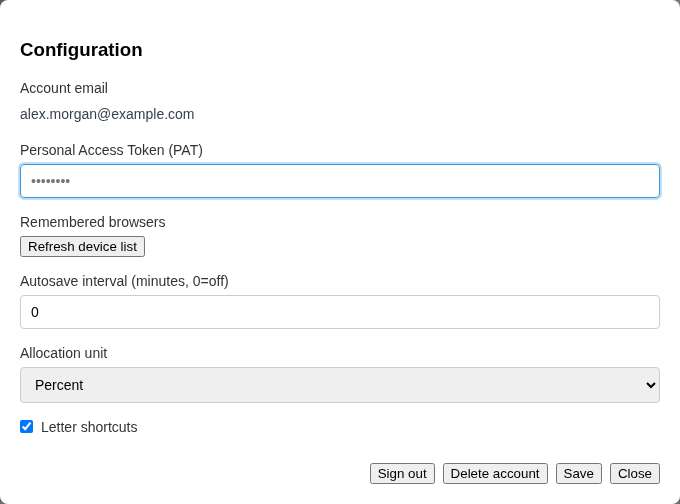 Configuration
Account email
alex.morgan@example.com
Personal Access Token (PAT)
••••••••
Remembered browsers
Refresh device list
Autosave interval (minutes, 0=off)
0
Allocation unit
Percent
Letter shortcuts
Sign out Delete account Save Close